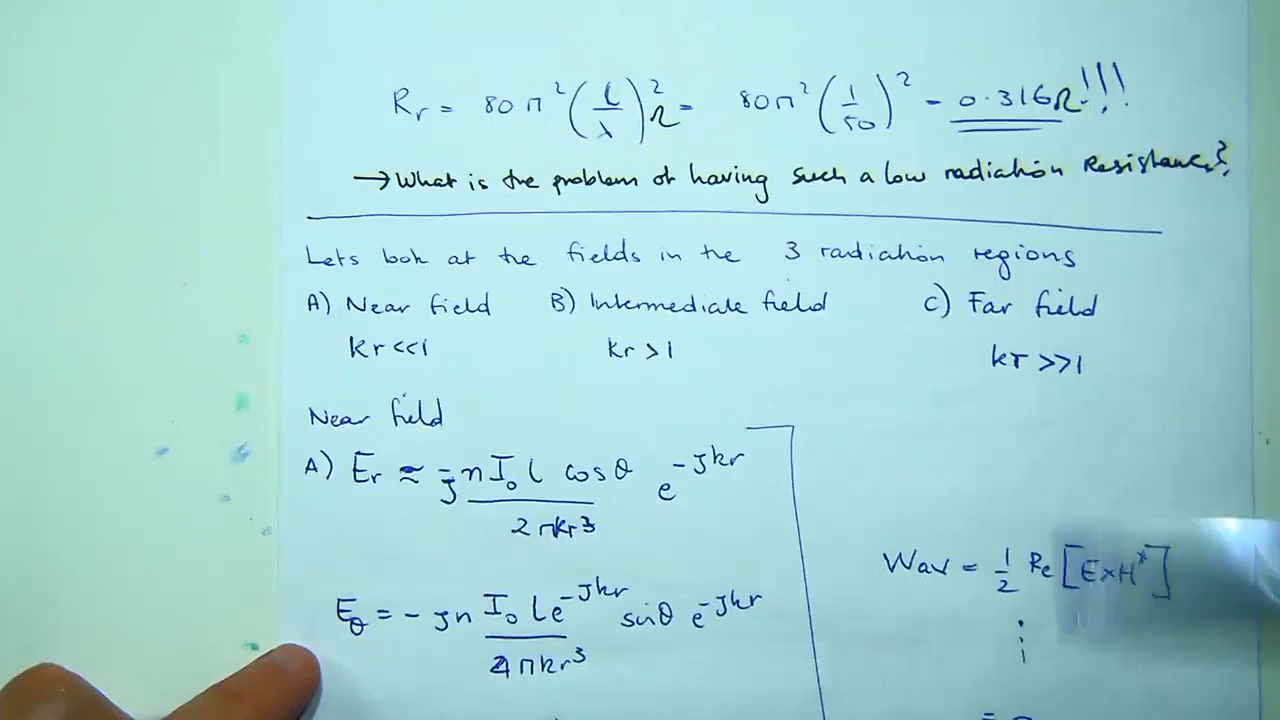 Rr = 80π²(l/λ)²Ω = 80π²(1/50)² = 0.316Ω!!!
→ What is the problem of having such a low radiation Resistance?
Lets look at the fields in the 3 radiation regions
A) Near field B) Intermediate field C) Far field
kr<<1 kr>1 kr>>1
Near field
A) Er ≈ -jηI₀l cosθ / 2πkr³ e^-jkr
Wav = 1/2 Re[E×H*]
Eθ = -jη I₀le^-jkr / 4πkr³ sinθ e^-jkr
⋮